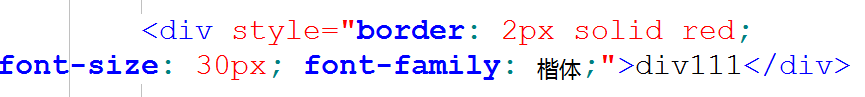 <div style="border: 2px solid red;
font-size: 30px; font-family: 楷体;">div111</div>